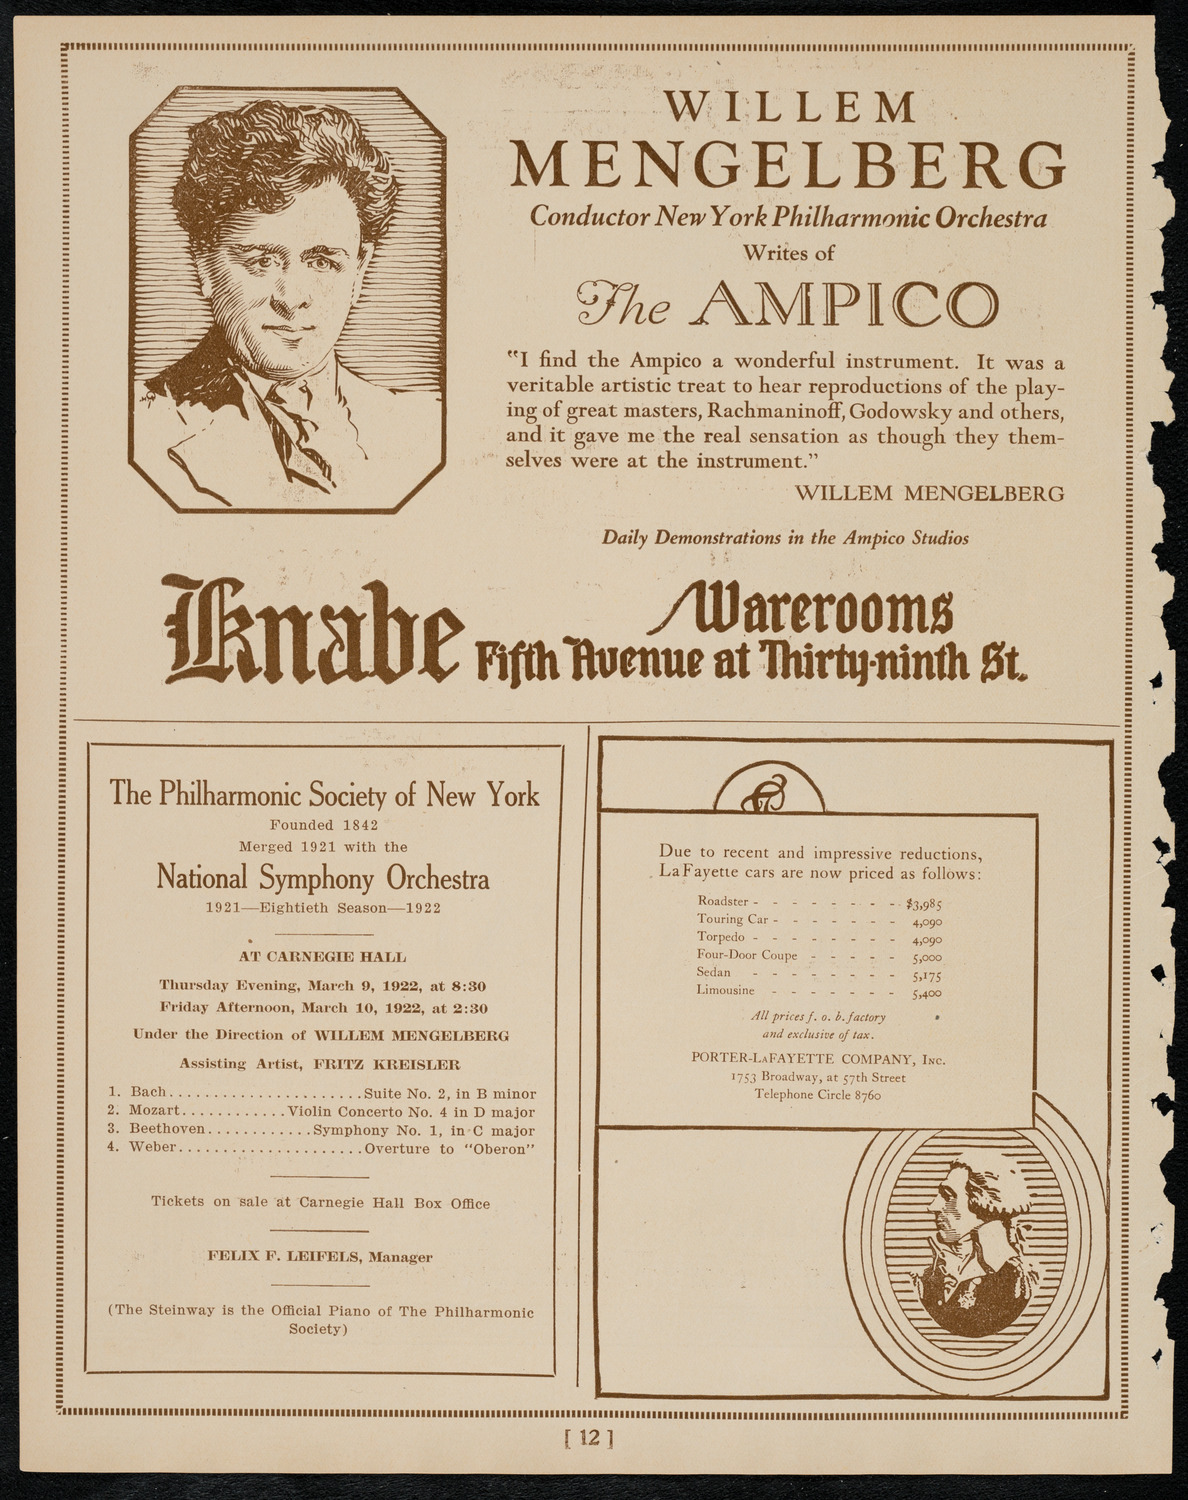 WILLEM
MENGELBERG
Conductor New York Philharmonic Orchestra
Writes of
The AMPICO
"I find the Ampico a wonderful instrument. It was a
veritable artistic treat to hear reproductions of the play-
ing of great masters, Rachmaninoff, Godowsky and others,
and it gave me the real sensation as though they them-
selves were at the instrument."
WILLEM MENGELBERG
Daily Demonstrations in the Ampico Studios
Knabe Warerooms
Fifth Avenue at Thirty-ninth St.
The Philharmonic Society of New York
Founded 1842
Merged 1921 with the
National Symphony Orchestra
1921—Eightieth Season—1922
AT CARNEGIE HALL
Thursday Evening, March 9, 1922, at 8:30
Friday Afternoon, March 10, 1922, at 2:30
Under the Direction of WILLEM MENGELBERG
Assisting Artist, FRITZ KREISLER
1. Bach......................Suite No. 2, in B minor
2. Mozart............Violin Concerto No. 4 in D major
3. Beethoven............Symphony No. 1, in C major
4. Weber.....................Overture to "Oberon"
Tickets on sale at Carnegie Hall Box Office
FELIX F. LEIFELS, Manager
(The Steinway is the Official Piano of The Philharmonic
Society)
Due to recent and impressive reductions,
LaFayette cars are now priced as follows:
Roadster - - - - - - - - $3,985
Touring Car - - - - - - - 4,090
Torpedo - - - - - - - - 4,090
Four-Door Coupe - - - - - 5,000
Sedan - - - - - - - - 5,175
Limousine - - - - - - - 5,400
All prices f. o. b. factory
and exclusive of tax.
PORTER-LAFAYETTE COMPANY, INC.
1753 Broadway, at 57th Street
Telephone Circle 8760
[ 12 ]